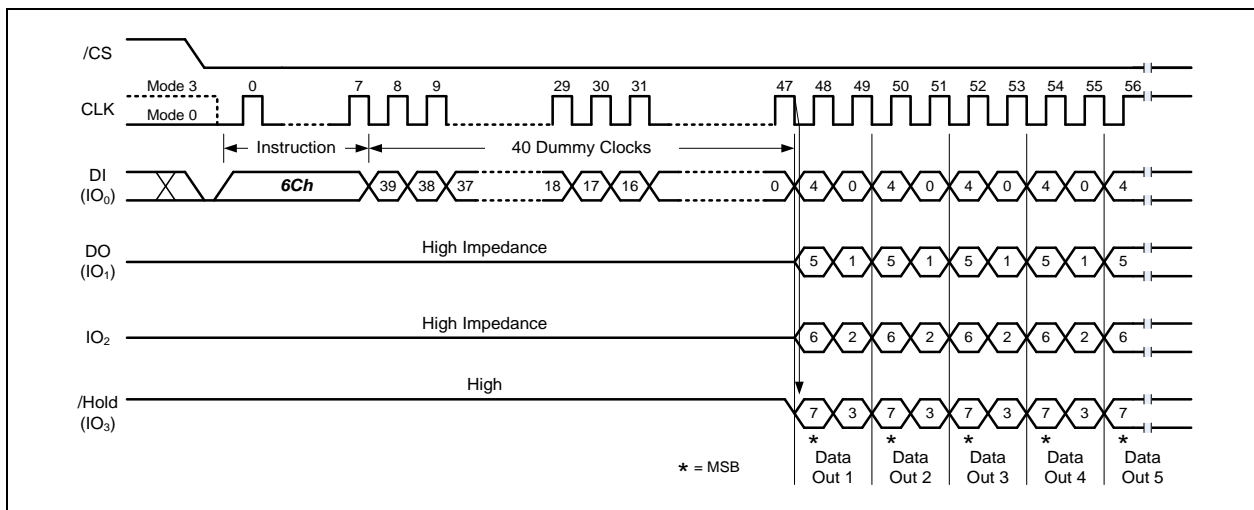 /CS
Mode 3 0 7 8 9 29 30 31 47 48 49 50 51 52 53 54 55 56
CLK
Mode 0
Instruction 40 Dummy Clocks
DI
(IO0) 6Ch 39 38 37 18 17 16 0 4 0 4 0 4 0 4 0 4
High Impedance
DO
(IO1) 5 1 5 1 5 1 5 1 5
High Impedance
IO2 6 2 6 2 6 2 6 2 6
High
/Hold
(IO3) 7 3 7 3 7 3 7 3 7
* * * * *
* = MSB
Data Data Data Data Data
Out 1 Out 2 Out 3 Out 4 Out 5